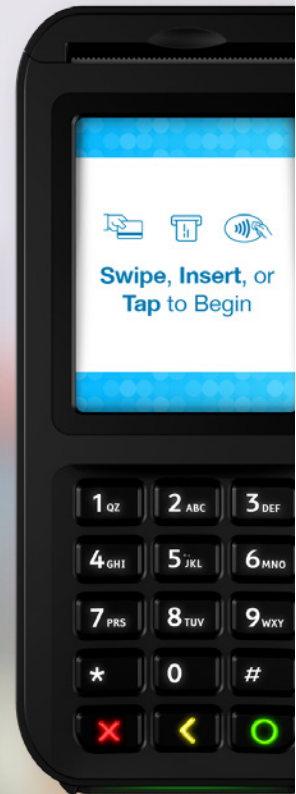 Swipe, Insert, or
Tap to Begin
1 QZ 2 ABC 3 DEF
4 GHI 5 JKL 6 MNO
7 PRS 8 TUV 9 WXY
* 0 #